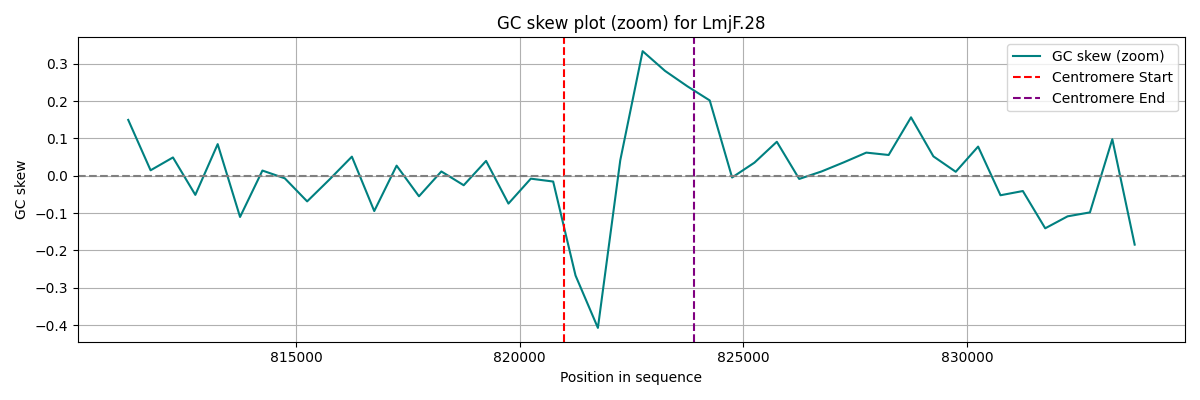 GC skew plot (zoom) for LmjF.28
GC skew (zoom)
Centromere Start
Centromere End
GC skew
0.3
0.2
0.1
0.0
−0.1
−0.2
−0.3
−0.4
815000 820000 825000 830000
Position in sequence